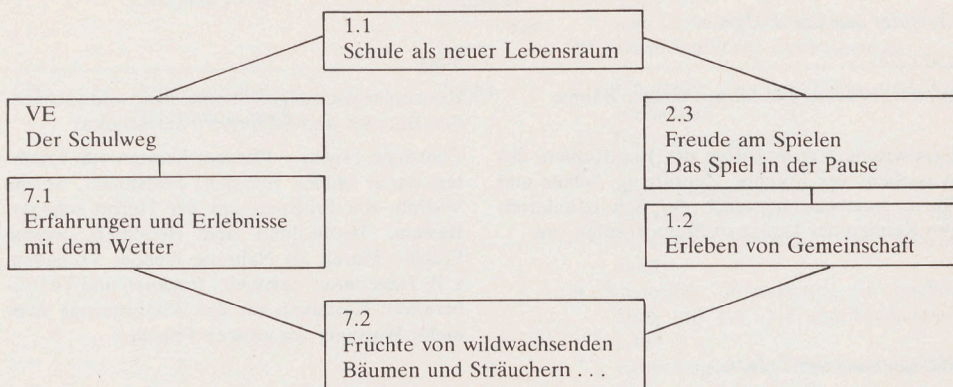 1.1
Schule als neuer Lebensraum
VE
Der Schulweg
2.3
Freude am Spielen
Das Spiel in der Pause
7.1
Erfahrungen und Erlebnisse
mit dem Wetter
1.2
Erleben von Gemeinschaft
7.2
Früchte von wildwachsenden
Bäumen und Sträuchern . . .